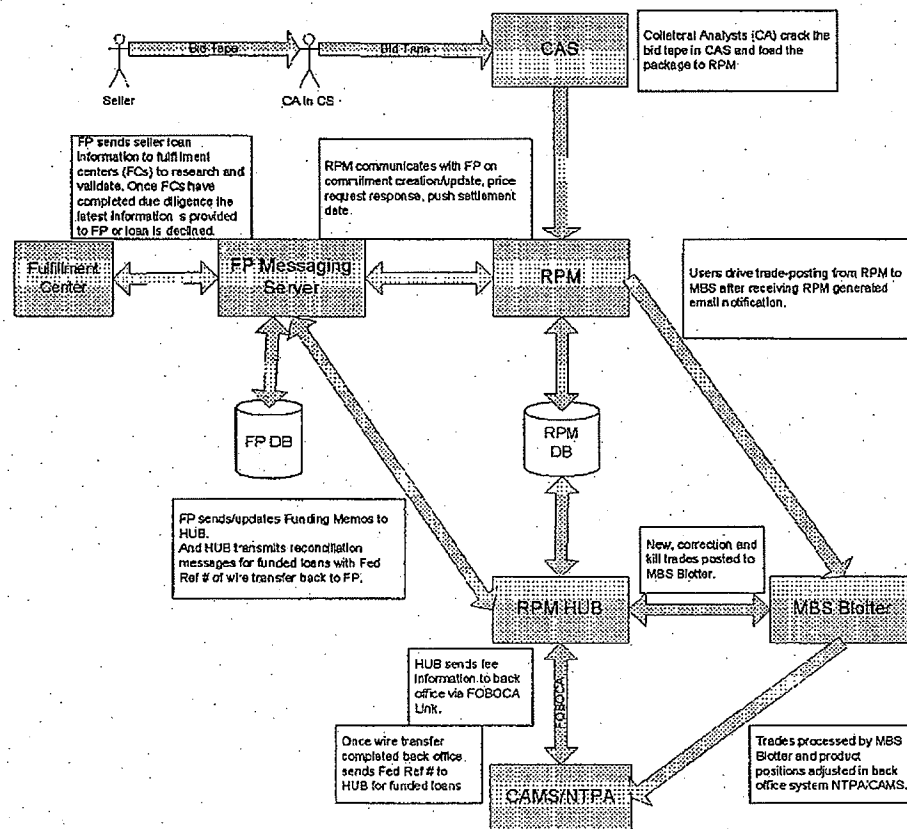 Bid Tape
Bid Tape
CAS
Collateral Analysts (CA) crack the
bid tape in CAS and load the
package to RPM
Seller
CA in CS
FP sends seller loan
information to fulfillment
centers (FCs) to research and
validate. Once FCs have
completed due diligence the
latest information is provided
to FP or loan is declined.
RPM communicates with FP on
commitment creation/update, price
request response, push settlement
date.
Fulfillment
Center
FP Messaging
Server
RPM
Users drive trade-posting from RPM to
MBS after receiving RPM generated
email notification.
FP DB
RPM
DB
FP sends/updates Funding Memos to
HUB.
And HUB transmits reconciliation
messages for funded loans with Fed
Ref # of wire transfer back to FP.
New, correction and
kill trades posted to
MBS Blotter.
RPM HUB
MBS Blotter
HUB sends fee
information to back
office via FOBOCA
Link.
FOBOCA
Once wire transfer
completed back office
sends Fed Ref # to
HUB for funded loans
CAMS/NTPA
Trades processed by MBS
Blotter and product
positions adjusted in back
office system NTPA/CAMS.